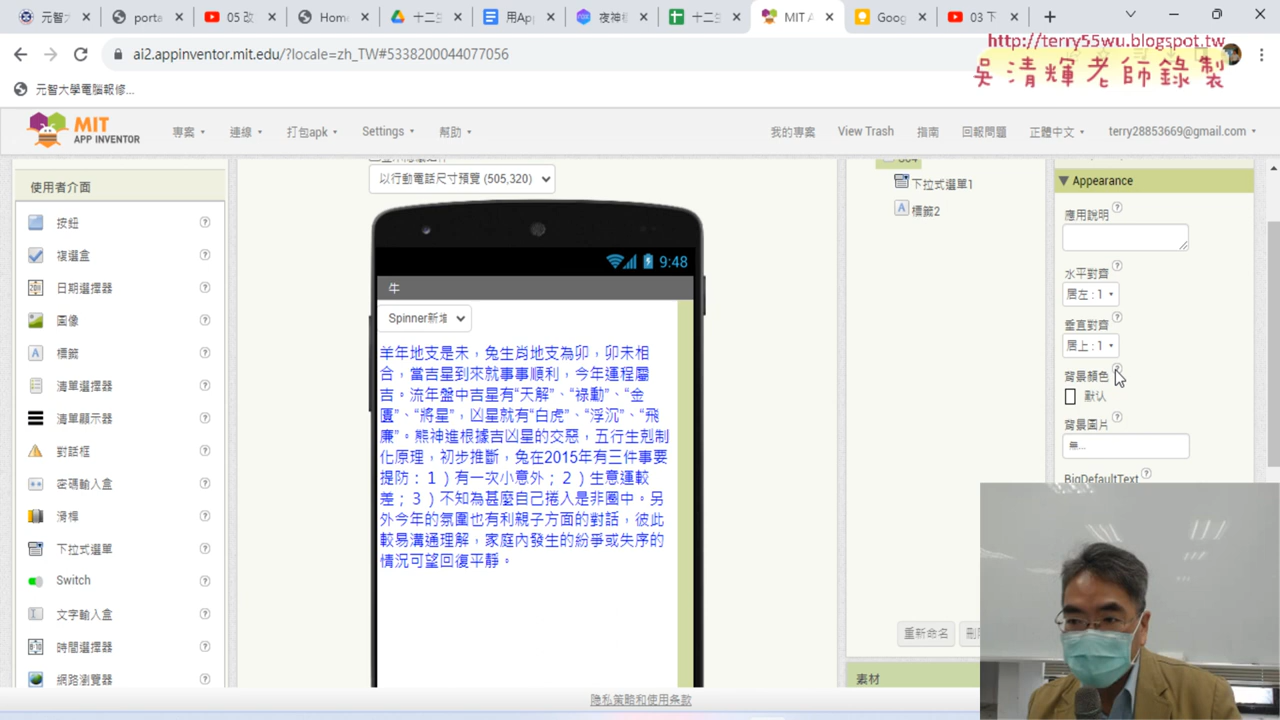 元智
porta
05 改
Home
十二生
用App
夜神模
十二生
MIT A
Goog
03 下
ai2.appinventor.mit.edu/?locale=zh_TW#5338200044077056
http://terry55wu.blogspot.tw
吳清輝老師錄製
元智大學電腦報修...
MIT
APP INVENTOR
專案
連線
打包apk
Settings
幫助
我的專案
View Trash
指南
回報問題
正體中文
terry28853669@gmail.com
使用者介面
按鈕
複選盒
日期選擇器
圖像
標籤
清單選擇器
清單顯示器
對話框
密碼輸入盒
滑桿
下拉式選單
Switch
文字輸入盒
時間選擇器
網路瀏覽器
以行動電話尺寸預覽 (505,320)
9:48
牛
Spinner新增
羊年地支是未，兔生肖地支為卯，卯未相
合，當吉星到來就事事順利，今年運程屬
吉。流年盤中吉星有“天解”、“祿勳”、“金
匱”、“將星”，凶星就有“白虎”、“浮沉”、“飛
廉”。熊神進根據吉凶星的交惡，五行生剋制
化原理，初步推斷，兔在2015年有三件事要
提防：1）有一次小意外；2）生意運較
差；3）不知為甚麼自己捲入是非圈中。另
外今年的氛圍也有利親子方面的對話，彼此
較易溝通理解，家庭內發生的紛爭或失序的
情況可望回復平靜。
下拉式選單1
標籤2
重新命名
刪
素材
Appearance
應用說明
水平對齊
居左 : 1
垂直對齊
居上 : 1
背景顏色
默认
背景圖片
無...
BigDefaultText
隐私策略和使用条款